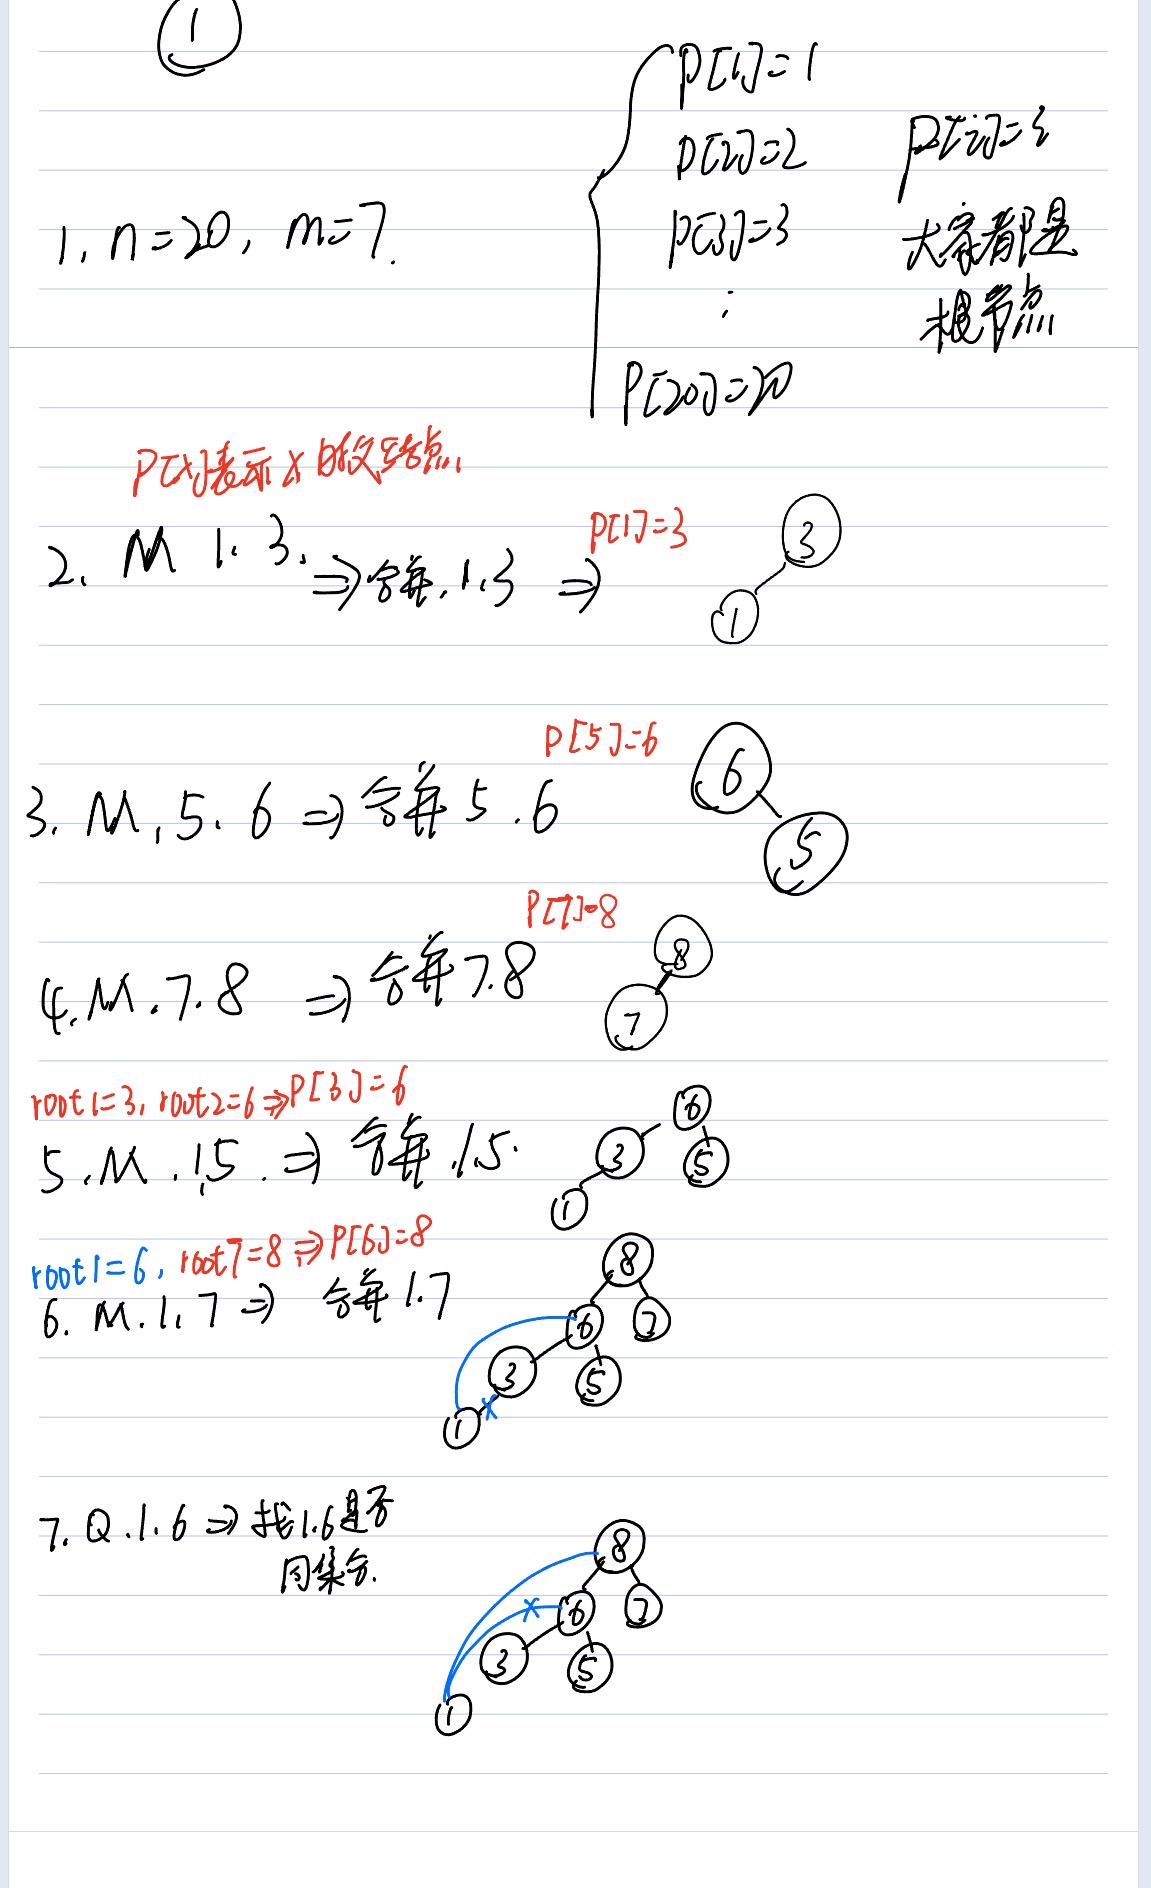 ①
P[1]=1
P[2]=2
P[i]=i
1, n=20, m=7.
P[3]=3
大家都是
根节点
⋮
P[20]=20
P[x]表示x的父结点.
2. M 1. 3. ⇒合并.1.3 ⇒
P[1]=3
3
1
P[5]=6
3. M, 5. 6 ⇒ 合并 5.6
6
5
P[7]=8
4. M. 7. 8 ⇒ 合并 7.8
8
7
root1=3, root2=6 ⇒ P[3]=6
5. M. 1,5. ⇒ 合并.1.5.
6
3 5
1
root1=6, root7=8 ⇒ P[6]=8
6. M. 1, 7 ⇒ 合并 1.7
8
6 7
3 5
1
7. Q. 1. 6 ⇒ 找1.6是否
同集合.
8
6 7
3 5
1